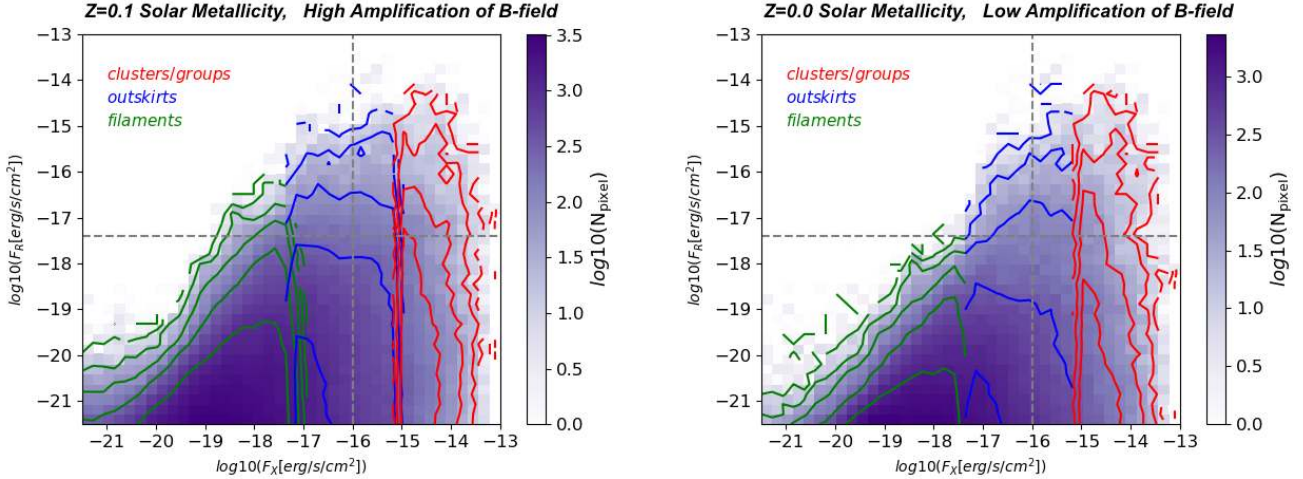 Z=0.1 Solar Metallicity, High Amplification of B-field
−13
−14
−15
−16
−17
−18
−19
−20
−21
log10(F_R[erg/s/cm²])
clusters/groups
outskirts
filaments
−21 −20 −19 −18 −17 −16 −15 −14 −13
log10(F_X[erg/s/cm²])
3.5
3.0
2.5
2.0
1.5
1.0
0.5
0.0
log10(N_pixel)
Z=0.0 Solar Metallicity, Low Amplification of B-field
−13
−14
−15
−16
−17
−18
−19
−20
−21
log10(F_R[erg/s/cm²])
clusters/groups
outskirts
filaments
−21 −20 −19 −18 −17 −16 −15 −14 −13
log10(F_X[erg/s/cm²])
3.0
2.5
2.0
1.5
1.0
0.5
0.0
log10(N_pixel)